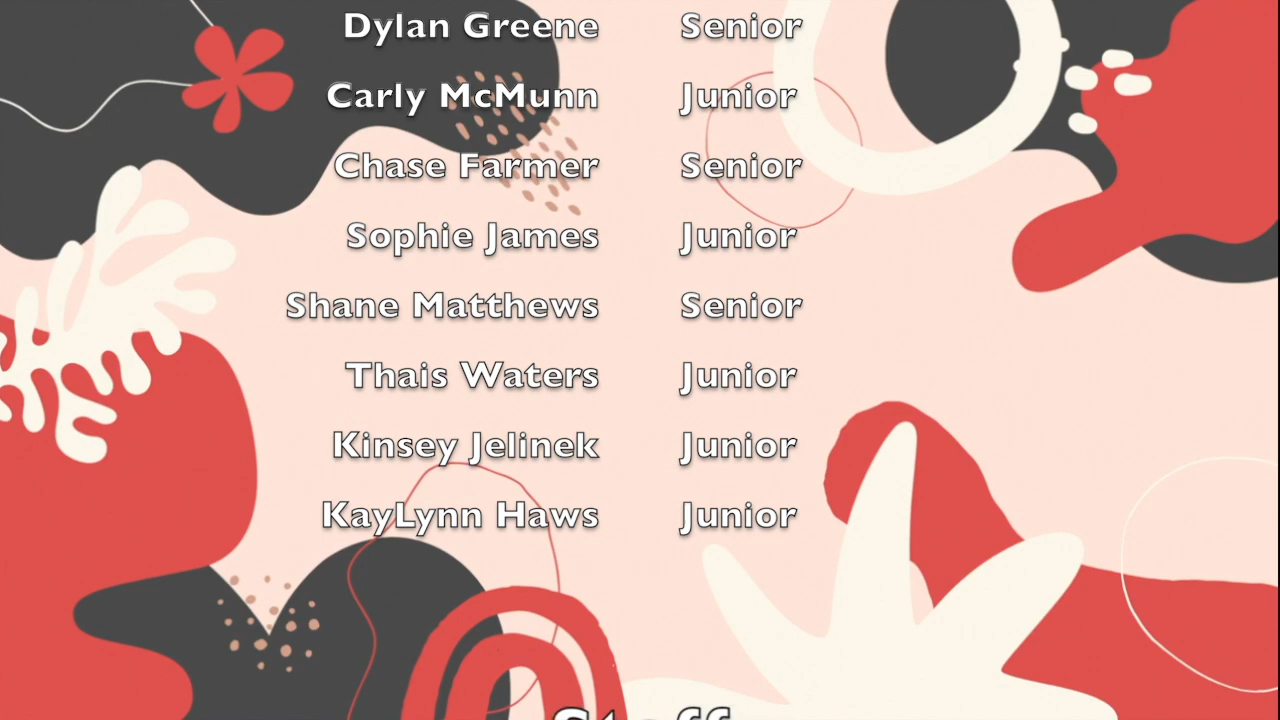 Dylan Greene Senior
Carly McMunn Junior
Chase Farmer Senior
Sophie James Junior
Shane Matthews Senior
Thais Waters Junior
Kinsey Jelinek Junior
KayLynn Haws Junior
Staff